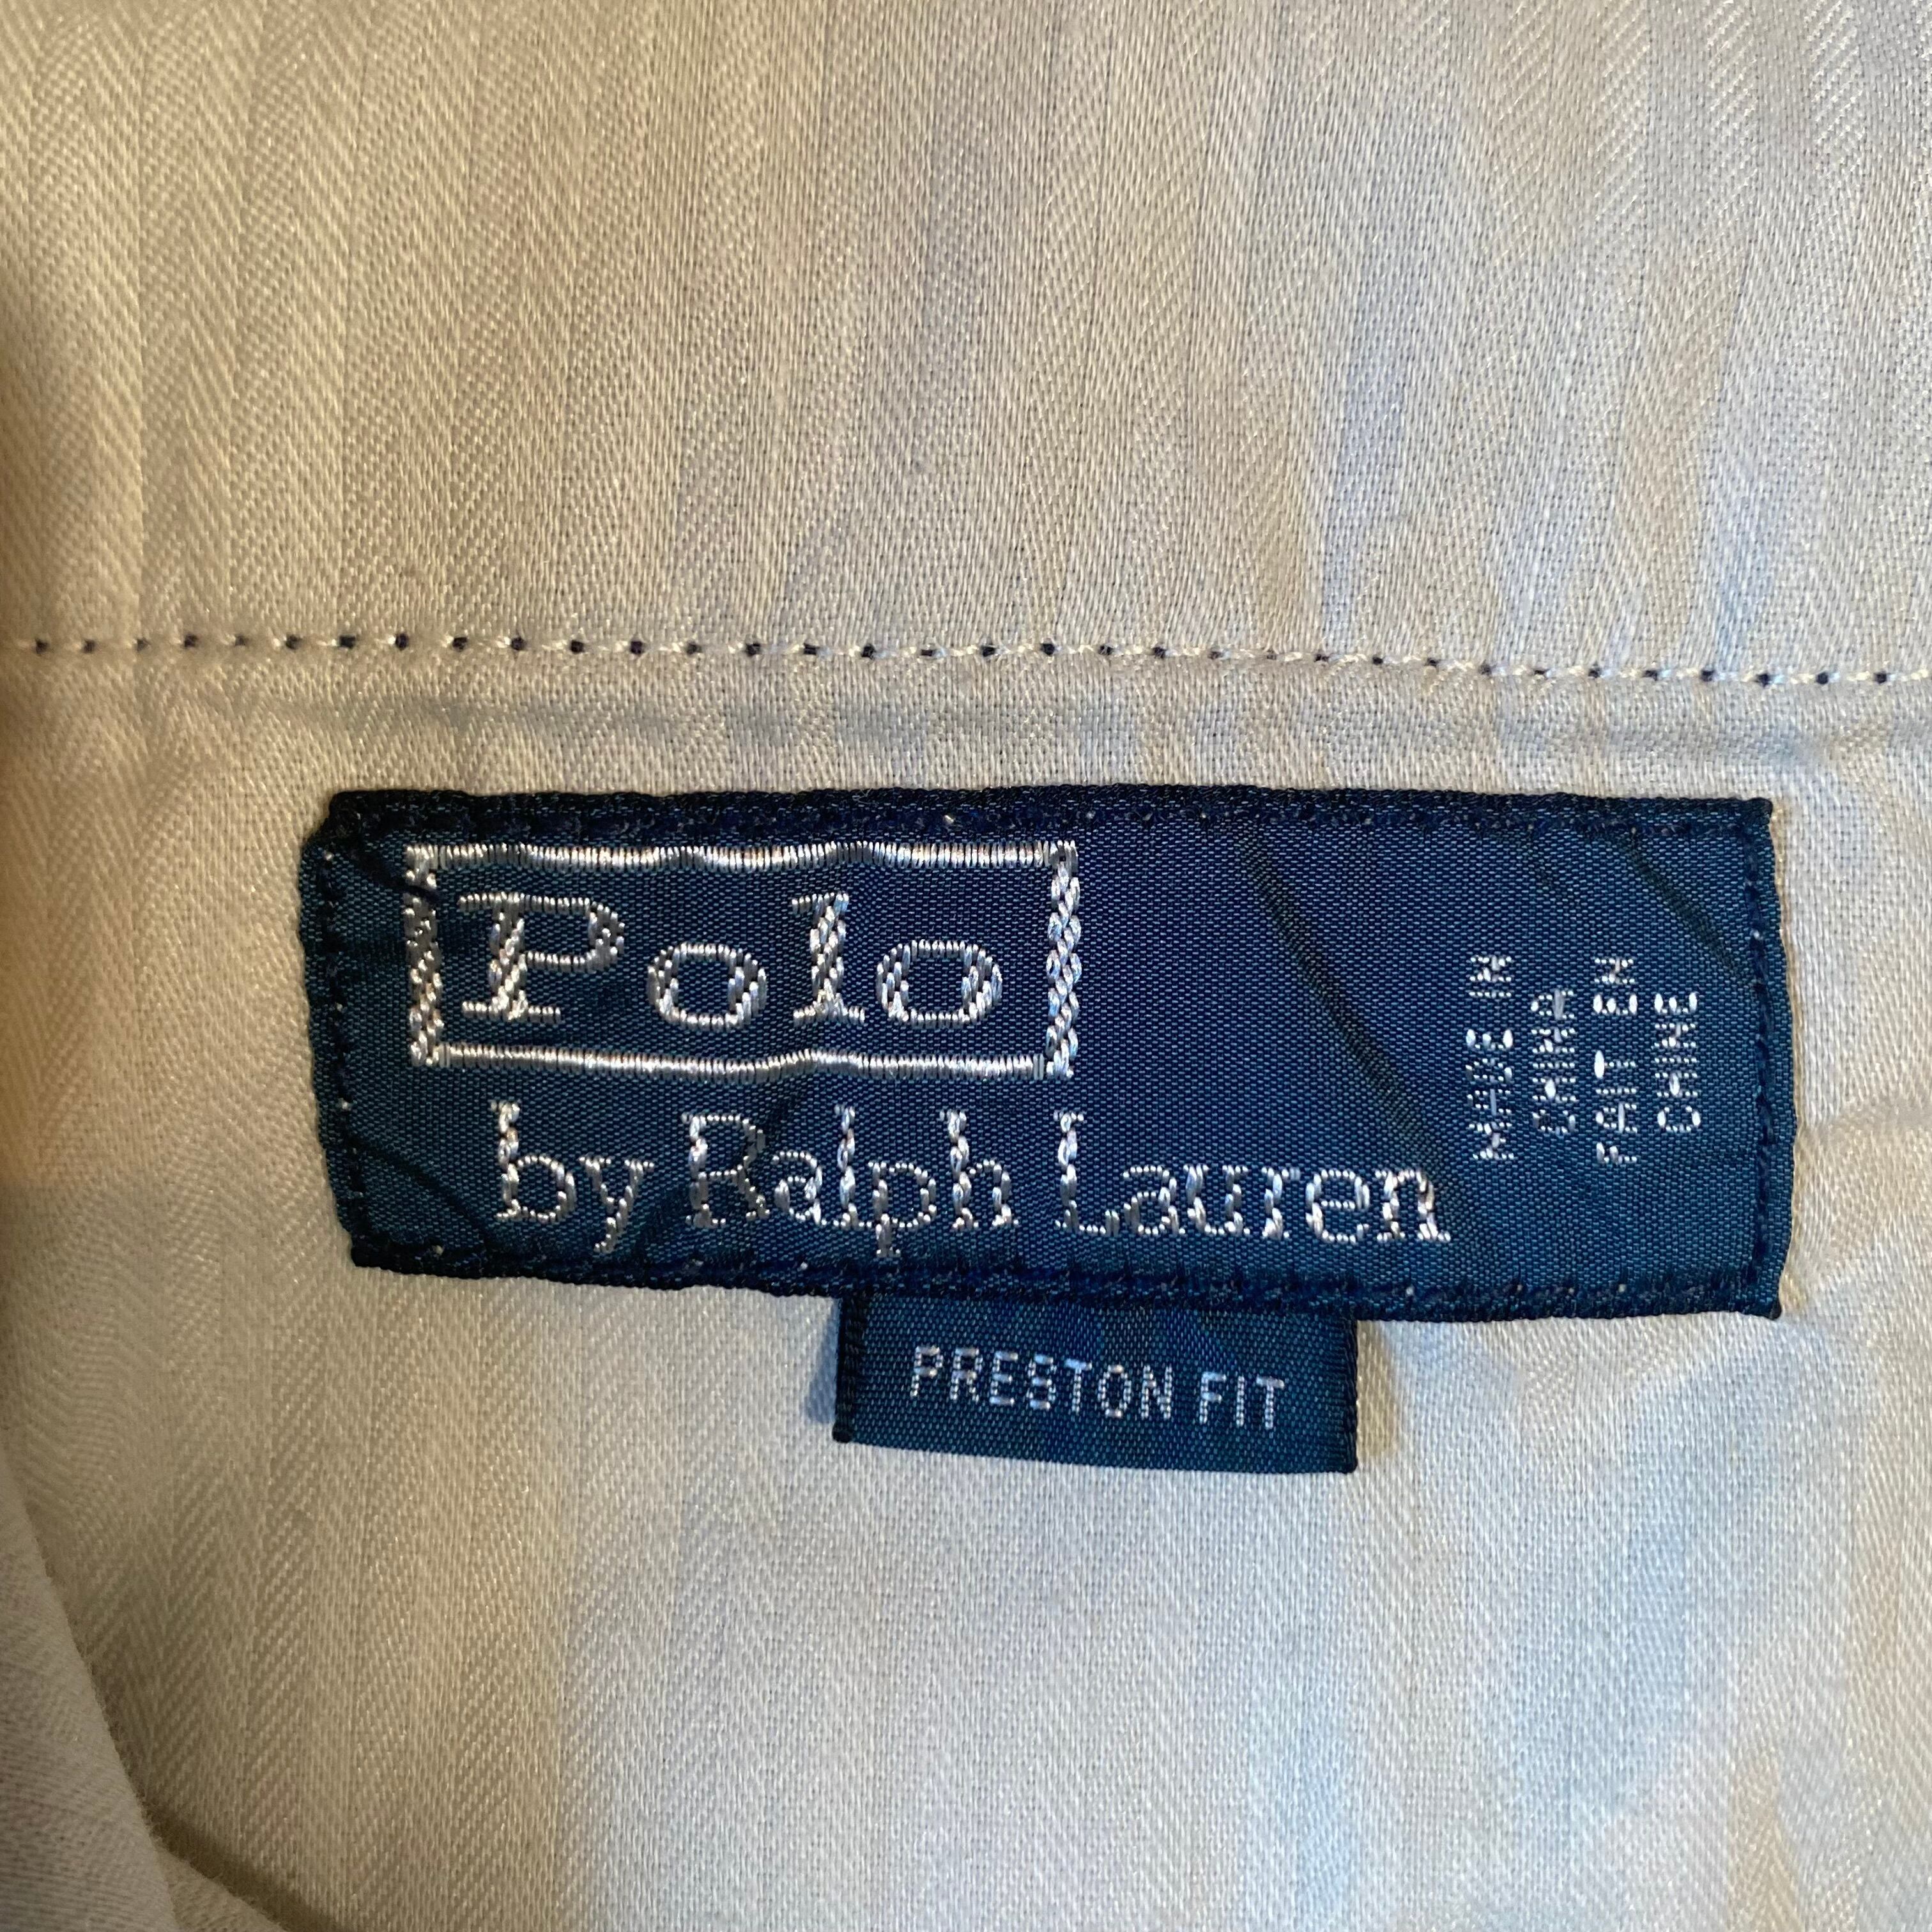 Polo
by Ralph Lauren
MADE IN
CHINA
FAIT EN
CHINE
PRESTON FIT